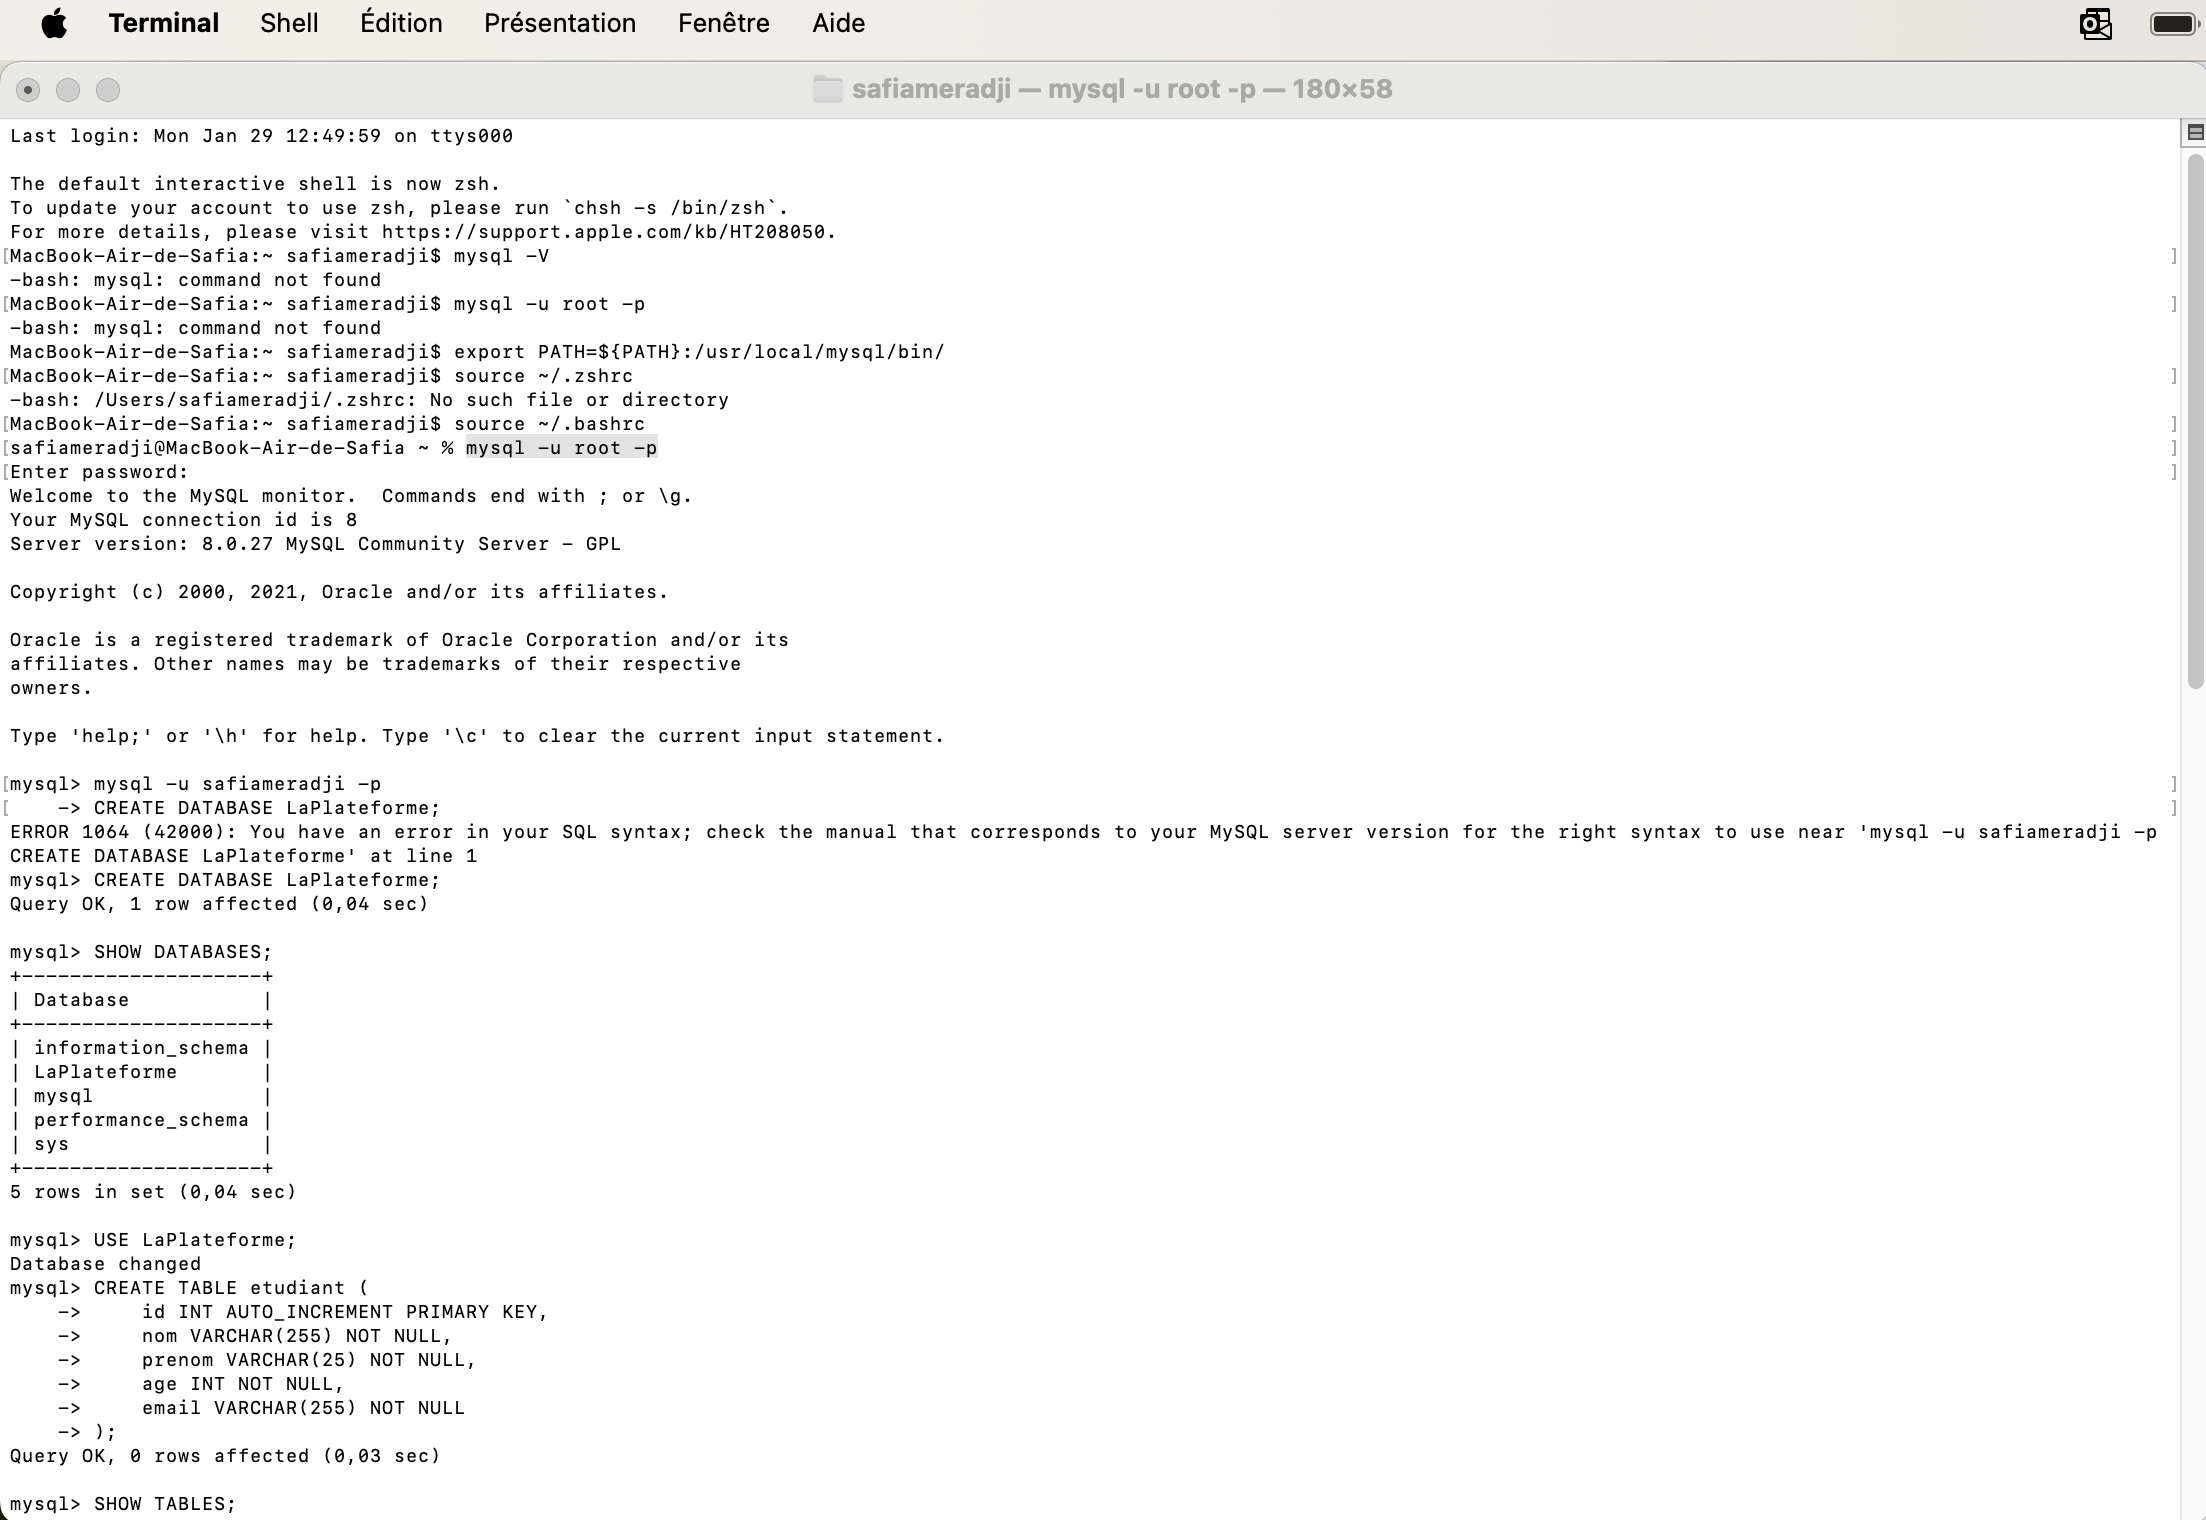 Terminal Shell Édition Présentation Fenêtre Aide
safiameradji — mysql -u root -p — 180×58
Last login: Mon Jan 29 12:49:59 on ttys000
The default interactive shell is now zsh.
To update your account to use zsh, please run `chsh -s /bin/zsh`.
For more details, please visit https://support.apple.com/kb/HT208050.
[MacBook-Air-de-Safia:~ safiameradji$ mysql -V ]
-bash: mysql: command not found
[MacBook-Air-de-Safia:~ safiameradji$ mysql -u root -p ]
-bash: mysql: command not found
MacBook-Air-de-Safia:~ safiameradji$ export PATH=${PATH}:/usr/local/mysql/bin/
[MacBook-Air-de-Safia:~ safiameradji$ source ~/.zshrc ]
-bash: /Users/safiameradji/.zshrc: No such file or directory
[MacBook-Air-de-Safia:~ safiameradji$ source ~/.bashrc ]
[safiameradji@MacBook-Air-de-Safia ~ % mysql -u root -p ]
[Enter password: ]
Welcome to the MySQL monitor.  Commands end with ; or \g.
Your MySQL connection id is 8
Server version: 8.0.27 MySQL Community Server - GPL
Copyright (c) 2000, 2021, Oracle and/or its affiliates.
Oracle is a registered trademark of Oracle Corporation and/or its
affiliates. Other names may be trademarks of their respective
owners.
Type 'help;' or '\h' for help. Type '\c' to clear the current input statement.
[mysql> mysql -u safiameradji -p ]
[    -> CREATE DATABASE LaPlateforme; ]
ERROR 1064 (42000): You have an error in your SQL syntax; check the manual that corresponds to your MySQL server version for the right syntax to use near 'mysql -u safiameradji -p
CREATE DATABASE LaPlateforme' at line 1
mysql> CREATE DATABASE LaPlateforme;
Query OK, 1 row affected (0,04 sec)
mysql> SHOW DATABASES;
+--------------------+
| Database           |
+--------------------+
| information_schema |
| LaPlateforme       |
| mysql              |
| performance_schema |
| sys                |
+--------------------+
5 rows in set (0,04 sec)
mysql> USE LaPlateforme;
Database changed
mysql> CREATE TABLE etudiant (
    ->     id INT AUTO_INCREMENT PRIMARY KEY,
    ->     nom VARCHAR(255) NOT NULL,
    ->     prenom VARCHAR(25) NOT NULL,
    ->     age INT NOT NULL,
    ->     email VARCHAR(255) NOT NULL
    -> );
Query OK, 0 rows affected (0,03 sec)
mysql> SHOW TABLES;